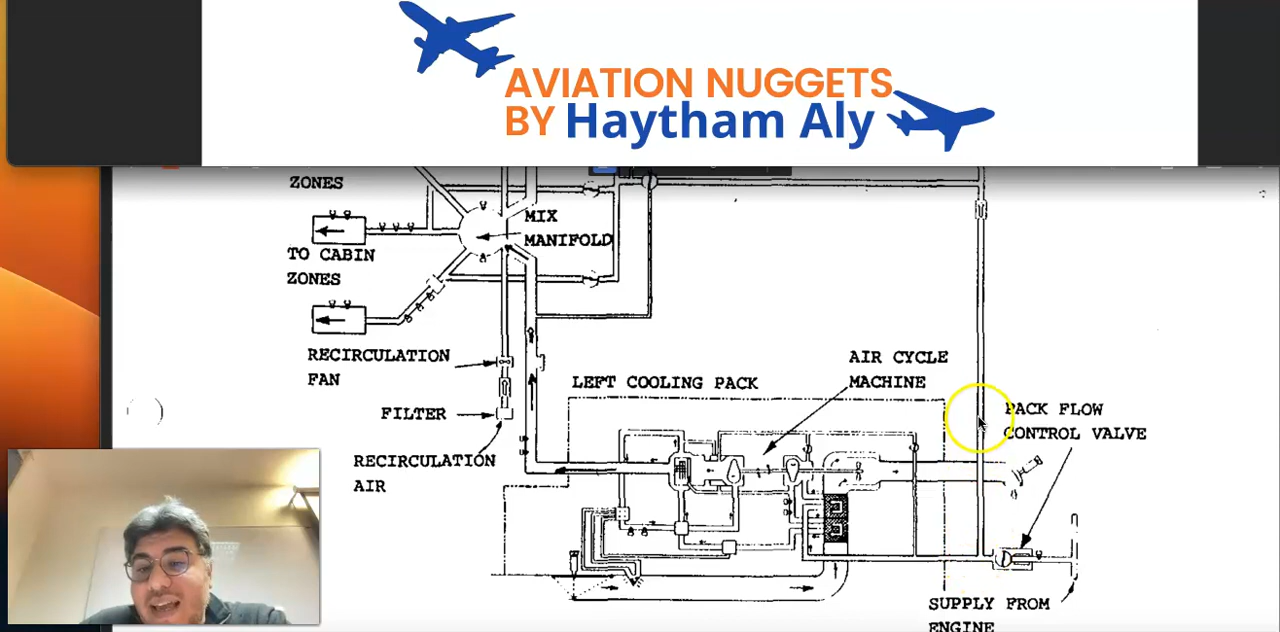 AVIATION NUGGETS
BY Haytham Aly
ZONES
MIX
MANIFOLD
TO CABIN
ZONES
RECIRCULATION
FAN
FILTER
RECIRCULATION
AIR
LEFT COOLING PACK
AIR CYCLE
MACHINE
PACK FLOW
CONTROL VALVE
SUPPLY FROM
ENGINE